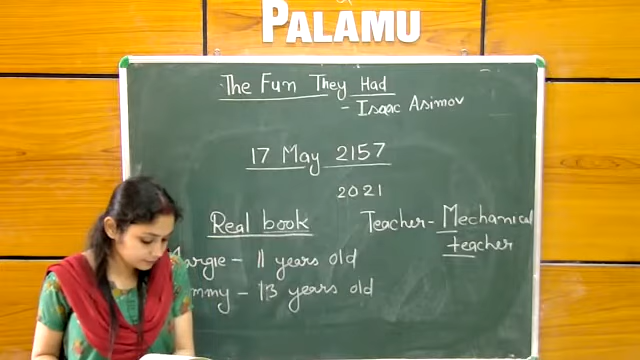 PALAMU
The Fun They Had
- Isaac Asimov
17 May 2157
2021
Real book
Teacher - Mechanical
teacher
- 11 years old
- 13 years old